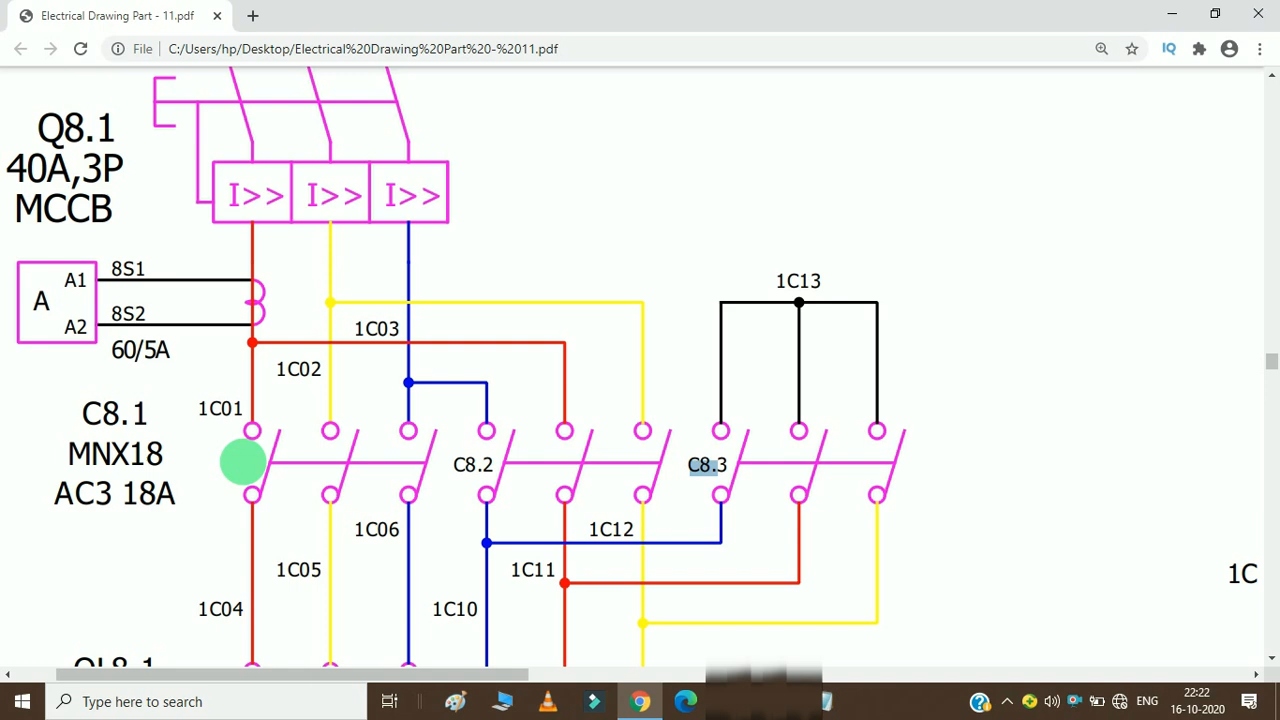 Electrical Drawing Part - 11.pdf
File
C:/Users/hp/Desktop/Electrical%20Drawing%20Part%20-%2011.pdf
IQ
Q8.1
40A,3P
MCCB
I>> I>> I>>
A
A1
A2
8S1
8S2
60/5A
1C13
1C03
1C02
1C01
C8.1
MNX18
AC3 18A
C8.2
C8.3
1C06
1C12
1C05
1C11
1C04
1C10
1C
Type here to search
ENG
22:22
16-10-2020